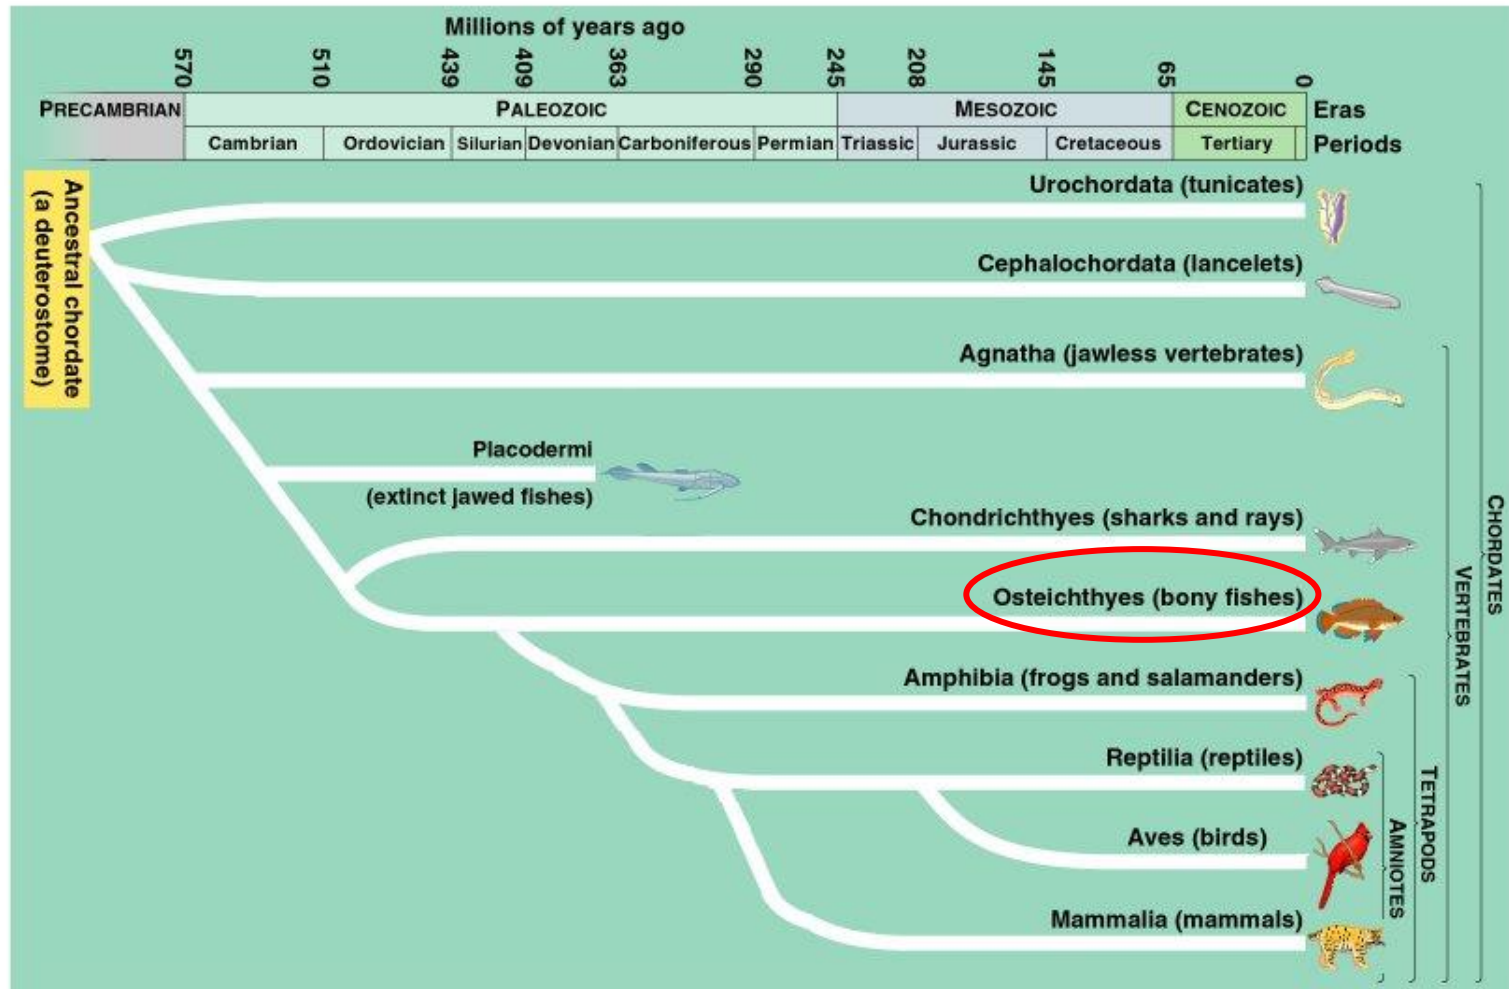 Millions of years ago
570 510 439 409 363 290 245 208 145 65 0
PRECAMBRIAN PALEOZOIC MESOZOIC CENOZOIC Eras
Cambrian Ordovician Silurian Devonian Carboniferous Permian Triassic Jurassic Cretaceous Tertiary Periods
Ancestral chordate
(a deuterostome)
Urochordata (tunicates)
Cephalochordata (lancelets)
Agnatha (jawless vertebrates)
Placodermi
(extinct jawed fishes)
Chondrichthyes (sharks and rays)
Osteichthyes (bony fishes)
Amphibia (frogs and salamanders)
Reptilia (reptiles)
Aves (birds)
Mammalia (mammals)
AMNIOTES
TETRAPODS
VERTEBRATES
CHORDATES